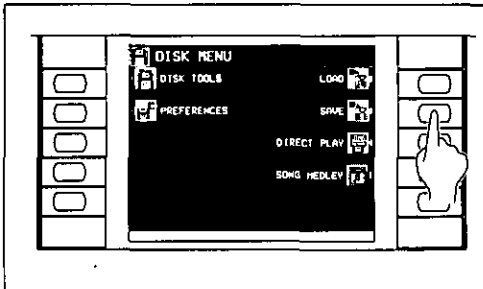 DISK MENU
DISK TOOLS LOAD
PREFERENCES SAVE
DIRECT PLAY
SONG MEDLEY